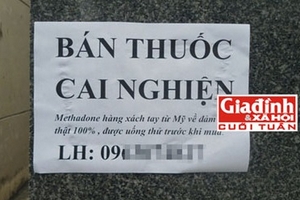 BÁN THUỐC
CAI NGHIỆN
Methadone hàng xách tay từ Mỹ về đảm
thật 100% , được uống thử trước khi mua.
LH: 09
Giađình
&XÃ HỘI
CUỐI TUẦN